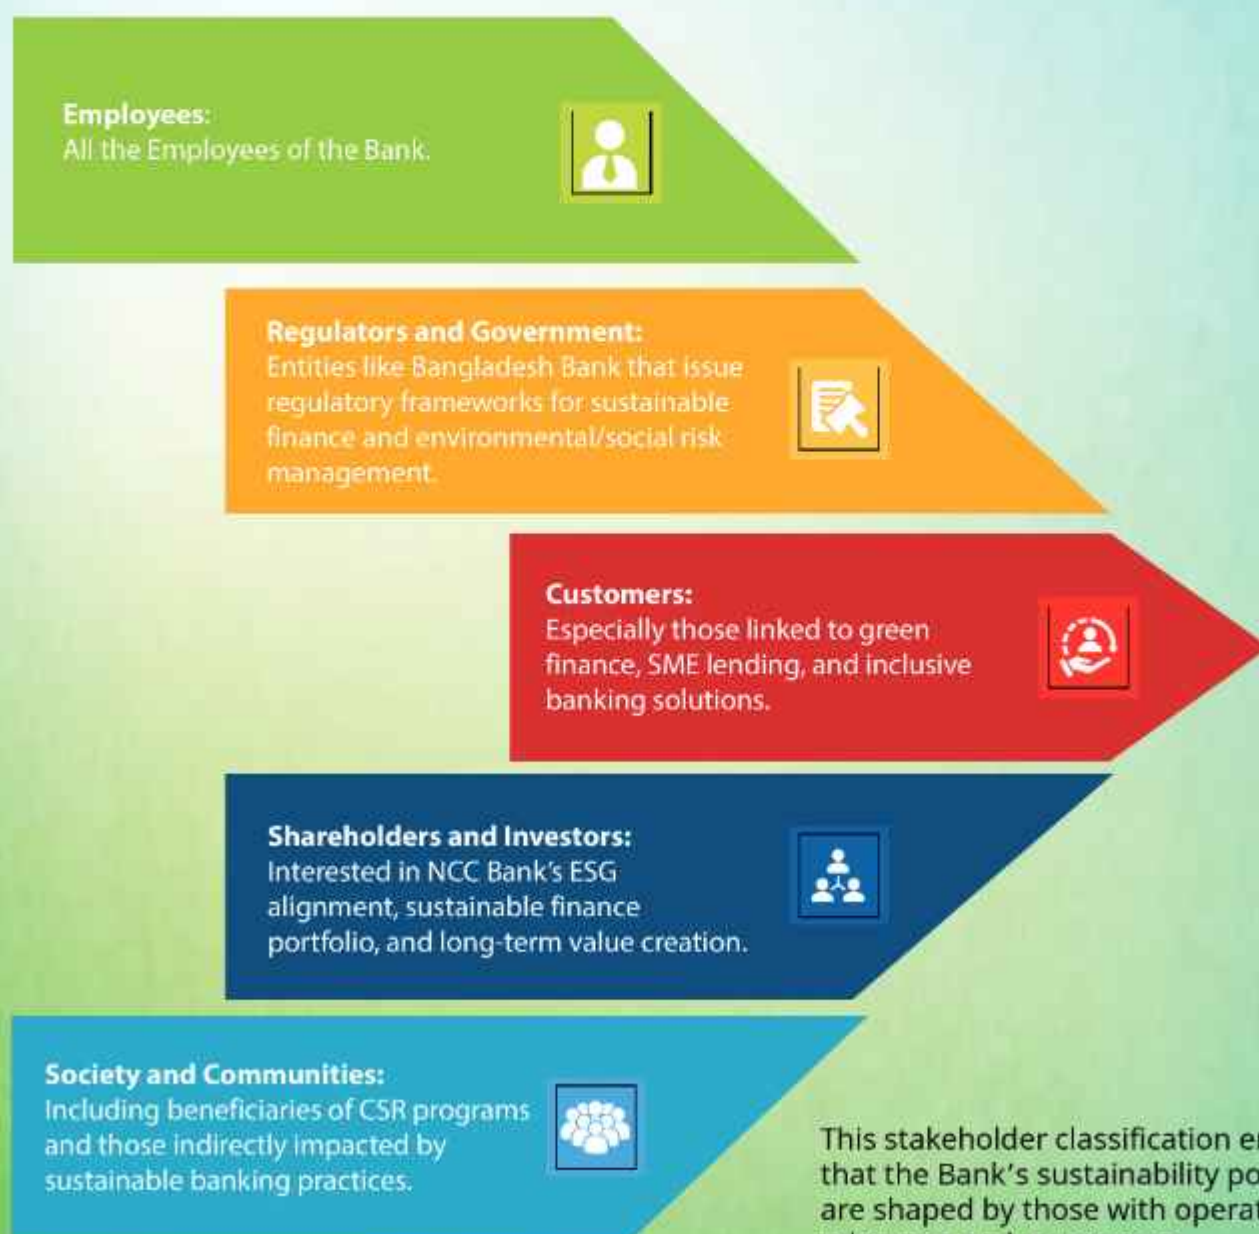 Employees:
All the Employees of the Bank.
Regulators and Government:
Entities like Bangladesh Bank that issue
regulatory frameworks for sustainable
finance and environmental/social risk
management.
Customers:
Especially those linked to green
finance, SME lending, and inclusive
banking solutions.
Shareholders and Investors:
Interested in NCC Bank's ESG
alignment, sustainable finance
portfolio, and long-term value creation.
Society and Communities:
Including beneficiaries of CSR programs
and those indirectly impacted by
sustainable banking practices.
This stakeholder classification
that the Bank's sustainability
are shaped by those with